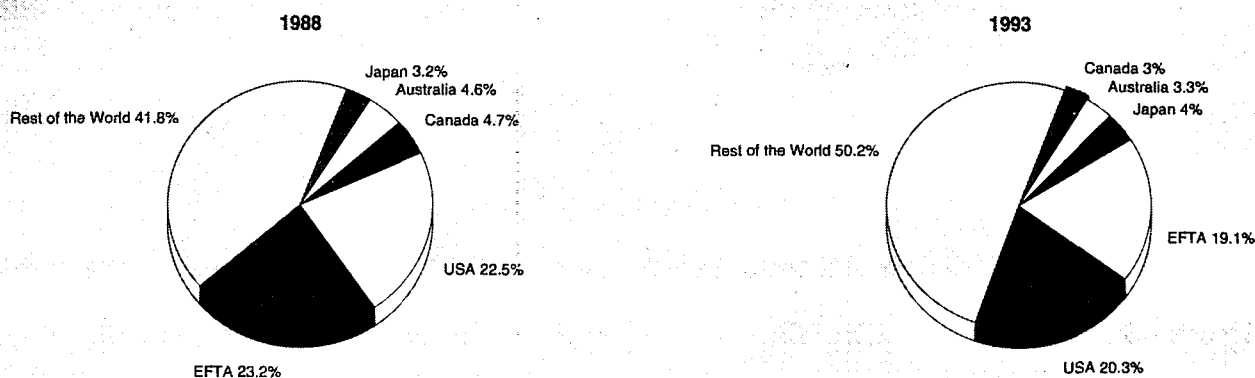 1988
Japan 3.2%
Australia 4.6%
Canada 4.7%
Rest of the World 41.8%
USA 22.5%
EFTA 23.2%
1993
Canada 3%
Australia 3.3%
Japan 4%
Rest of the World 50.2%
EFTA 19.1%
USA 20.3%